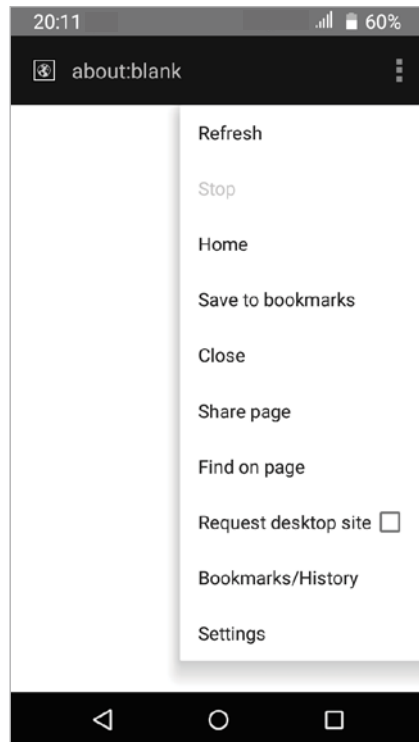 20:11 60%
about:blank
Refresh
Stop
Home
Save to bookmarks
Close
Share page
Find on page
Request desktop site
Bookmarks/History
Settings